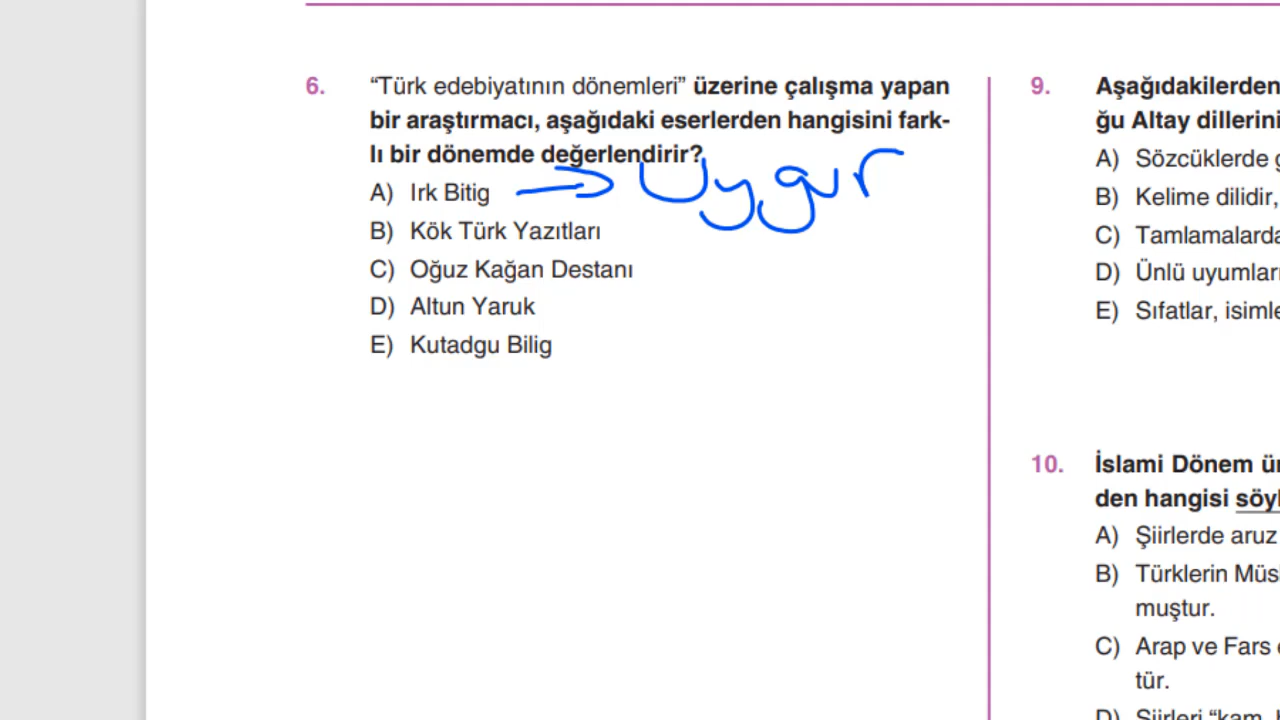 6. “Türk edebiyatının dönemleri” üzerine çalışma yapan
bir araştırmacı, aşağıdaki eserlerden hangisini fark-
lı bir dönemde değerlendirir?
A) Irk Bitig → Uygur
B) Kök Türk Yazıtları
C) Oğuz Kağan Destanı
D) Altun Yaruk
E) Kutadgu Bilig
9. Aşağıdakilerden
ğu Altay dillerini
A) Sözcüklerde
B) Kelime dilidir,
C) Tamlamalarda
D) Ünlü uyumları
E) Sıfatlar, isimle
10. İslami Dönem ür
den hangisi söyl
A) Şiirlerde aruz
B) Türklerin Müs
muştur.
C) Arap ve Fars
tür.
D) Şiirleri “kam,